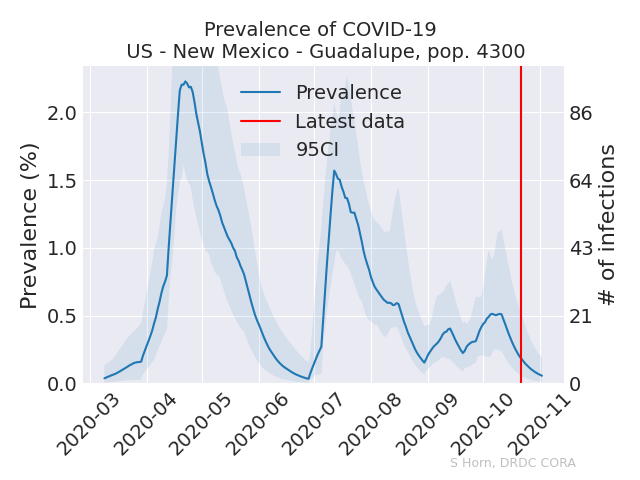 Prevalence of COVID-19
US - New Mexico - Guadalupe, pop. 4300
Prevalence
Latest data
95CI
Prevalence (%)
2.0
1.5
1.0
0.5
0.0
# of infections
86
64
43
21
0
2020-03
2020-04
2020-05
2020-06
2020-07
2020-08
2020-09
2020-10
2020-11
S Horn, DRDC CORA